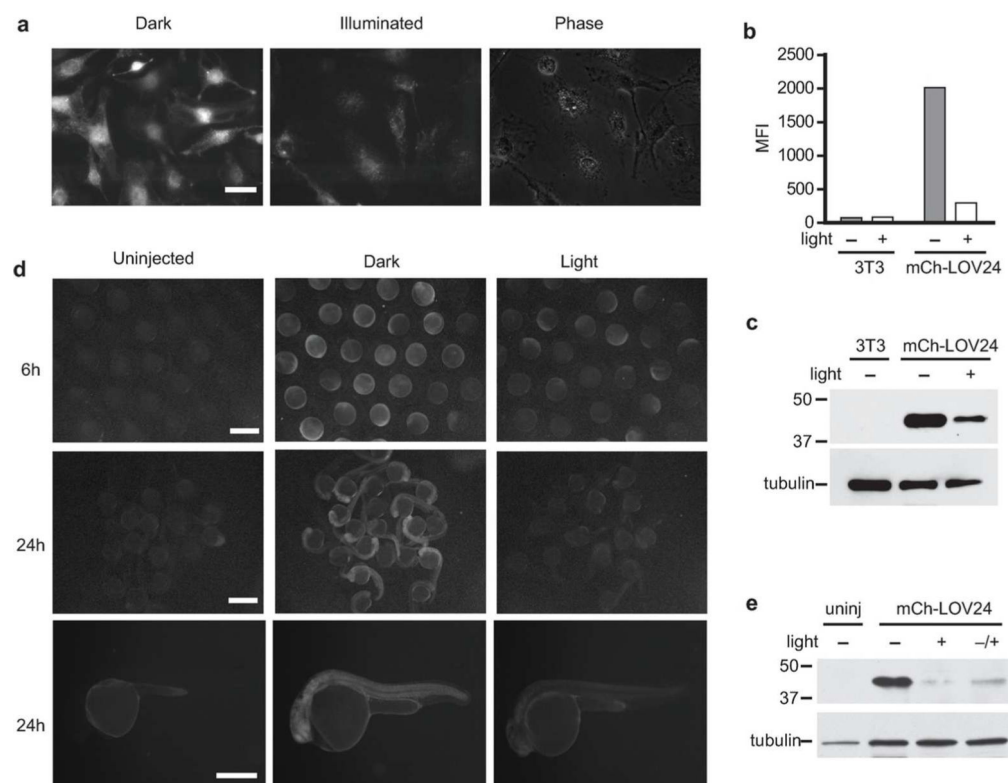 a
Dark Illuminated Phase
b
2500
2000
1500
1000
500
0
MFI
light – + – +
3T3 mCh-LOV24
c
3T3 mCh-LOV24
light – – +
50
37
tubulin
d
Uninjected Dark Light
6h
24h
24h
e
uninj mCh-LOV24
light – – + –/+
50
37
tubulin